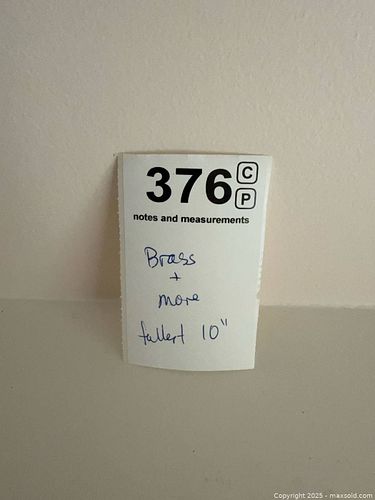 376 C
P
notes and measurements
Brass
+
more
tallest 10"
Copyright 2025 - maxsold.com